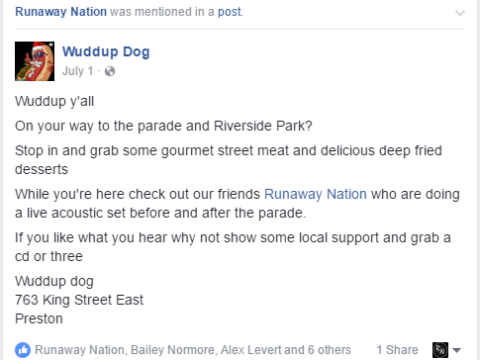 Runaway Nation was mentioned in a post.
Wuddup Dog
July 1 ·
Wuddup y'all
On your way to the parade and Riverside Park?
Stop in and grab some gourmet street meat and delicious deep fried
desserts
While you're here check out our friends Runaway Nation who are doing
a live acoustic set before and after the parade.
If you like what you hear why not show some local support and grab a
cd or three
Wuddup dog
763 King Street East
Preston
Runaway Nation, Bailey Normore, Alex Levert and 6 others 1 Share